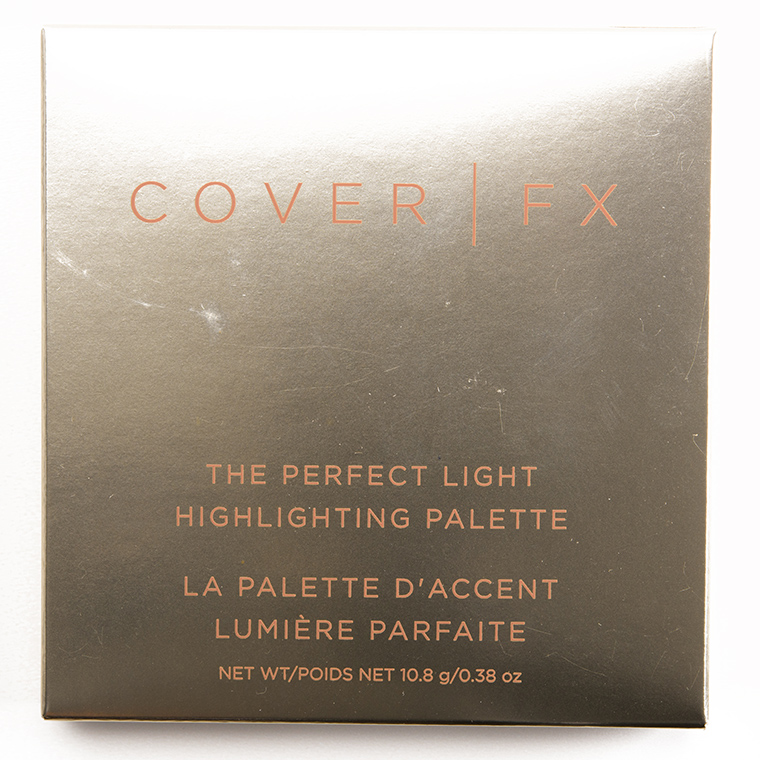 COVER | FX
THE PERFECT LIGHT
HIGHLIGHTING PALETTE
LA PALETTE D'ACCENT
LUMIÈRE PARFAITE
NET WT/POIDS NET 10.8 g/0.38 oz